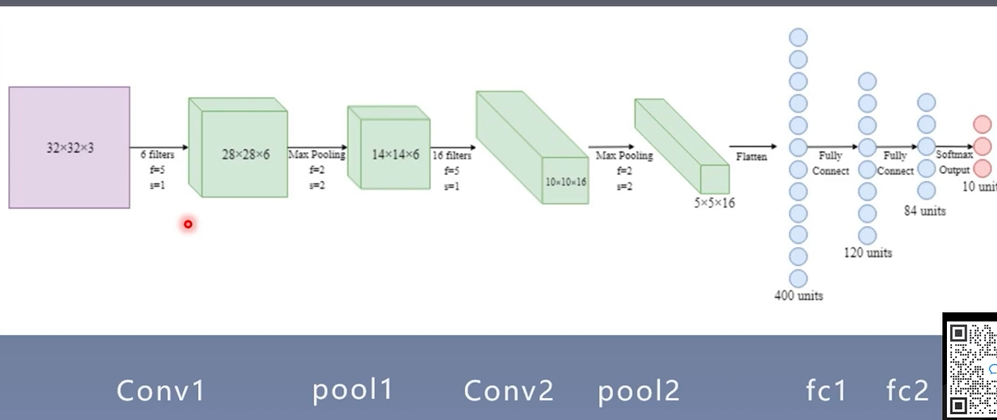 32×32×3
6 filters
f=5
s=1
28×28×6
Max Pooling
f=2
s=2
14×14×6
16 filters
f=5
s=1
10×10×16
Max Pooling
f=2
s=2
5×5×16
Flatten
400 units
Fully
Connect
120 units
Fully
Connect
84 units
Softmax
Output
10 unit
Conv1
pool1
Conv2
pool2
fc1
fc2